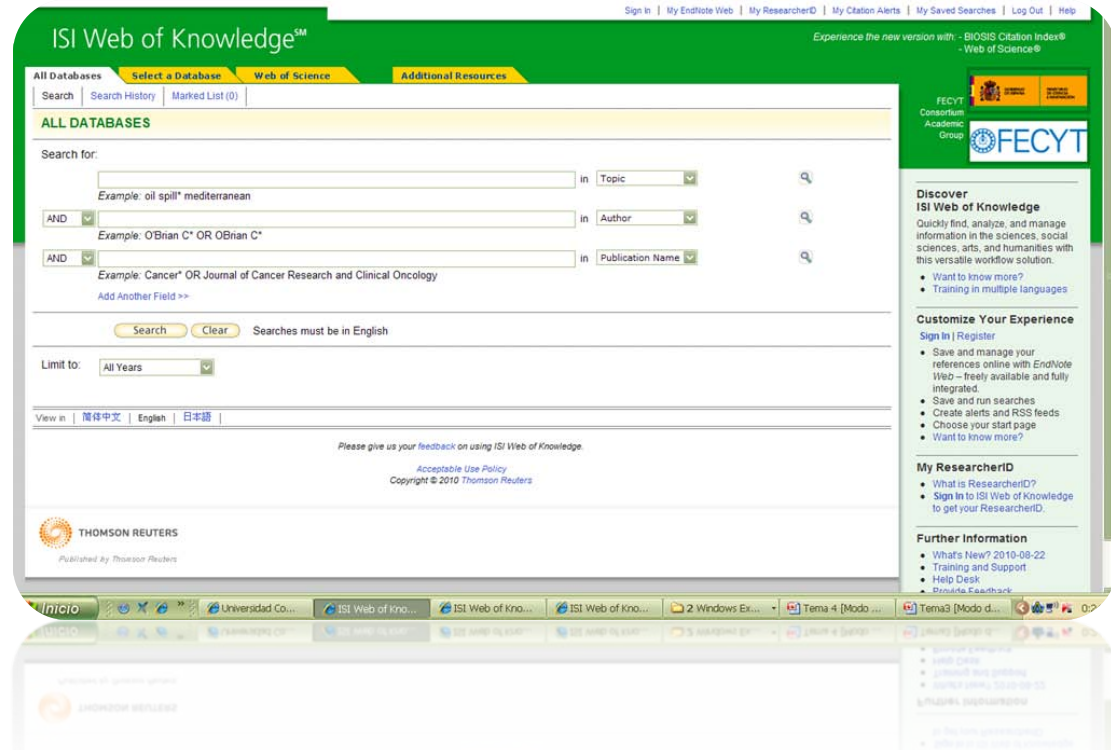 Sign In | My EndNote Web | My ResearcherID | My Citation Alerts | My Saved Searches | Log Out | Help
ISI Web of Knowledge℠
Experience the new version with: - BIOSIS Citation Index®
- Web of Science®
All Databases Select a Database Web of Science Additional Resources
Search | Search History | Marked List (0)
ALL DATABASES
Search for:
in Topic
Example: oil spill* mediterranean
AND in Author
Example: O'Brian C* OR OBrian C*
AND in Publication Name
Example: Cancer* OR Journal of Cancer Research and Clinical Oncology
Add Another Field >>
Search Clear Searches must be in English
Limit to: All Years
View in | 简体中文 | English | 日本語 |
Please give us your feedback on using ISI Web of Knowledge.
Acceptable Use Policy
Copyright © 2010 Thomson Reuters
THOMSON REUTERS
Published by Thomson Reuters
FECYT
Consortium
Academic
Group
FECYT
Discover
ISI Web of Knowledge
Quickly find, analyze, and manage
information in the sciences, social
sciences, arts, and humanities with
this versatile workflow solution.
Want to know more?
Training in multiple languages
Customize Your Experience
Sign In | Register
Save and manage your
references online with EndNote
Web – freely available and fully
integrated.
Save and run searches
Create alerts and RSS feeds
Choose your start page
Want to know more?
My ResearcherID
What is ResearcherID?
Sign In to ISI Web of Knowledge
to get your ResearcherID.
Further Information
What's New? 2010-08-22
Training and Support
Help Desk
Provide Feedback
Inicio Universidad Co... ISI Web of Kno... ISI Web of Kno... ISI Web of Kno... 2 Windows Ex... Tema 4 [Modo ... Tema3 [Modo d...